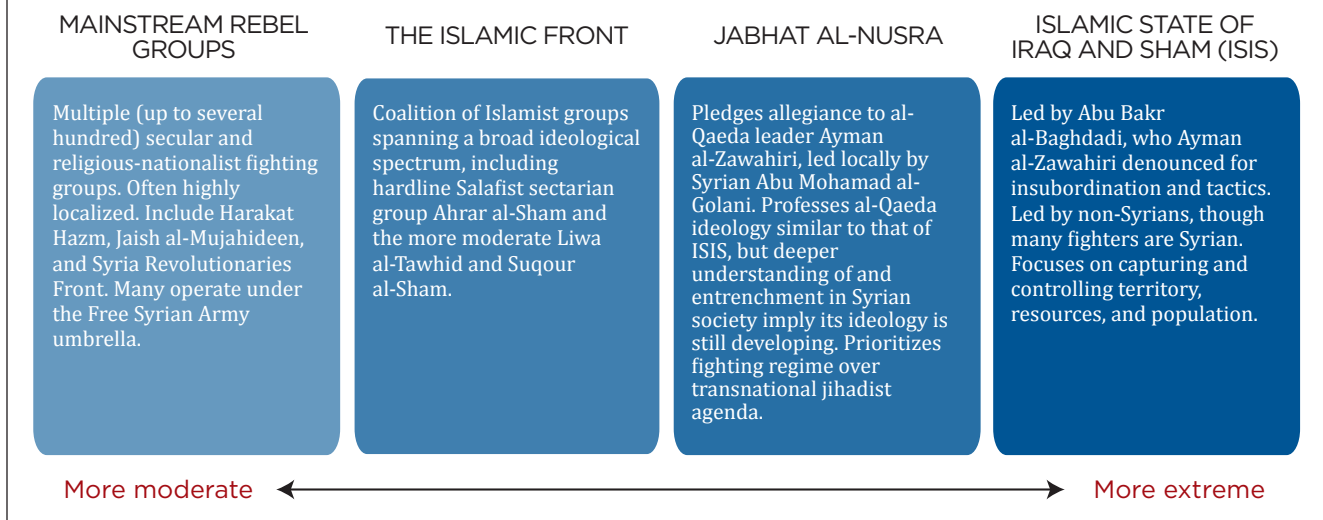 MAINSTREAM REBEL
GROUPS
Multiple (up to several
hundred) secular and
religious-nationalist fighting
groups. Often highly
localized. Include Harakat
Hazm, Jaish al-Mujahideen,
and Syria Revolutionaries
Front. Many operate under
the Free Syrian Army
umbrella.
THE ISLAMIC FRONT
Coalition of Islamist groups
spanning a broad ideological
spectrum, including
hardline Salafist sectarian
group Ahrar al-Sham and
the more moderate Liwa
al-Tawhid and Suqour
al-Sham.
JABHAT AL-NUSRA
Pledges allegiance to al-
Qaeda leader Ayman
al-Zawahiri, led locally by
Syrian Abu Mohamad al-
Golani. Professes al-Qaeda
ideology similar to that of
ISIS, but deeper
understanding of and
entrenchment in Syrian
society imply its ideology is
still developing. Prioritizes
fighting regime over
transnational jihadist
agenda.
ISLAMIC STATE OF
IRAQ AND SHAM (ISIS)
Led by Abu Bakr
al-Baghdadi, who Ayman
al-Zawahiri denounced for
insubordination and tactics.
Led by non-Syrians, though
many fighters are Syrian.
Focuses on capturing and
controlling territory,
resources, and population.
More moderate
More extreme